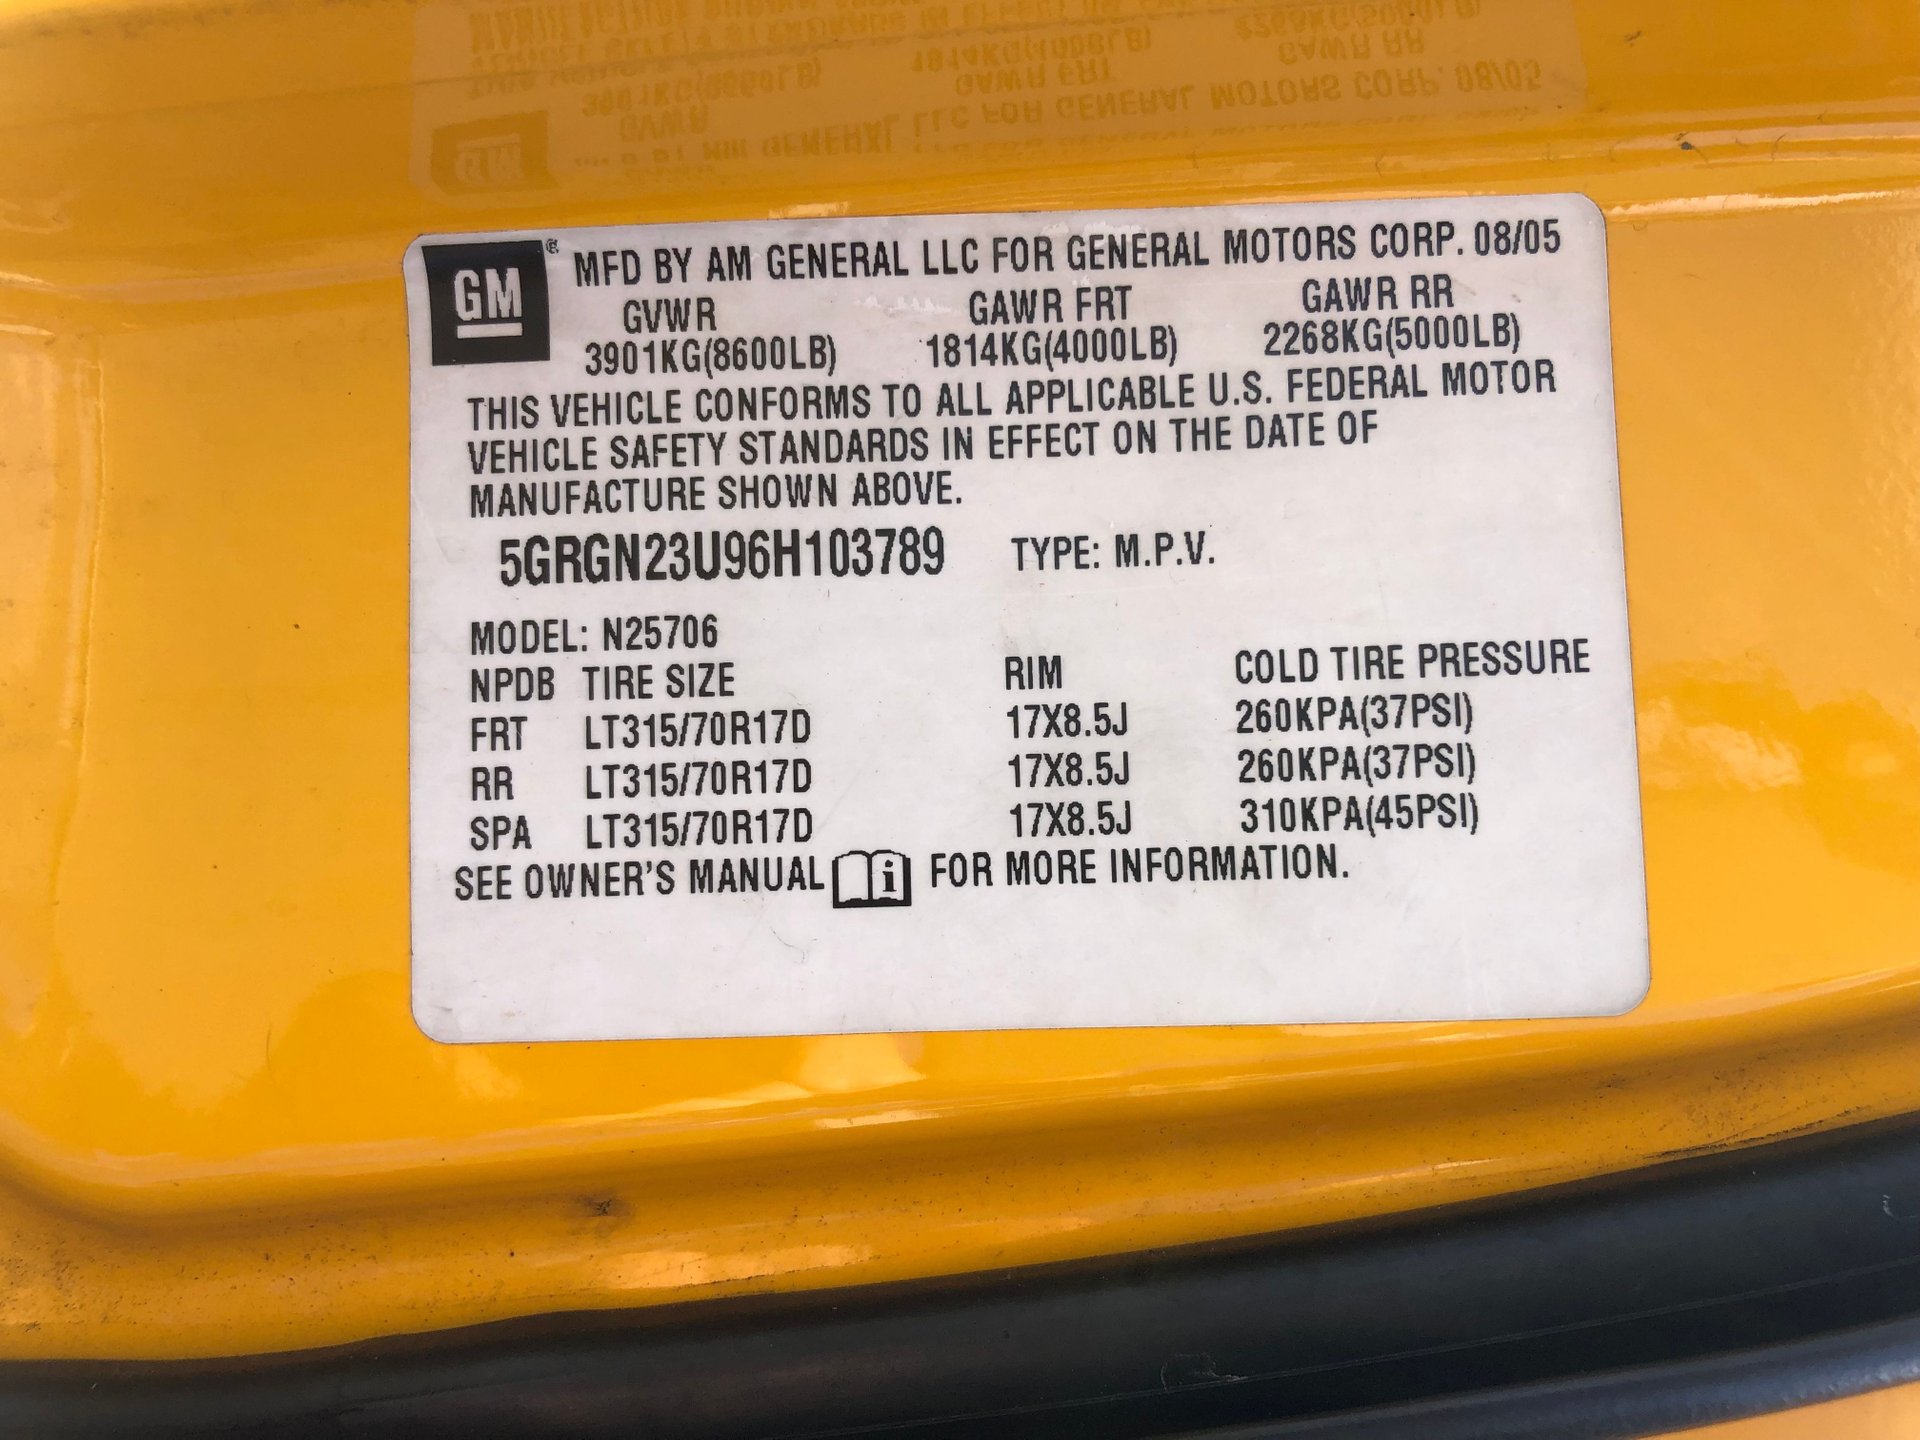 GM ® MFD BY AM GENERAL LLC FOR GENERAL MOTORS CORP. 08/05
GVWR GAWR FRT GAWR RR
3901KG(8600LB) 1814KG(4000LB) 2268KG(5000LB)
THIS VEHICLE CONFORMS TO ALL APPLICABLE U.S. FEDERAL MOTOR
VEHICLE SAFETY STANDARDS IN EFFECT ON THE DATE OF
MANUFACTURE SHOWN ABOVE.
5GRGN23U96H103789 TYPE: M.P.V.
MODEL: N25706
NPDB TIRE SIZE RIM COLD TIRE PRESSURE
FRT LT315/70R17D 17X8.5J 260KPA(37PSI)
RR LT315/70R17D 17X8.5J 260KPA(37PSI)
SPA LT315/70R17D 17X8.5J 310KPA(45PSI)
SEE OWNER'S MANUAL i FOR MORE INFORMATION.